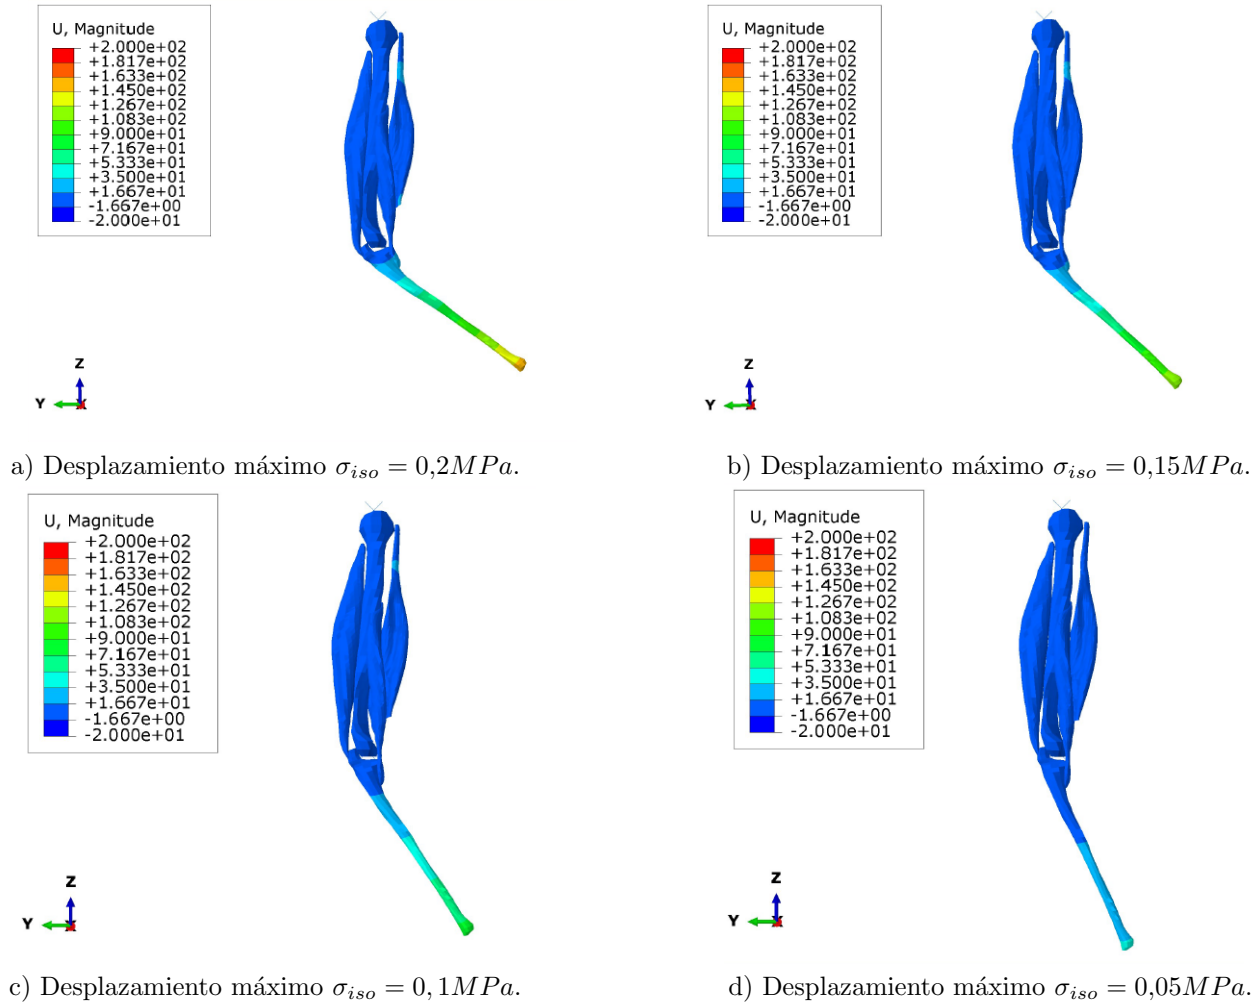 U, Magnitude
+2.000e+02
+1.817e+02
+1.633e+02
+1.450e+02
+1.267e+02
+1.083e+02
+9.000e+01
+7.167e+01
+5.333e+01
+3.500e+01
+1.667e+01
-1.667e+00
-2.000e+01
Z
Y
X
a) Desplazamiento máximo σ_iso = 0,2MPa.
U, Magnitude
+2.000e+02
+1.817e+02
+1.633e+02
+1.450e+02
+1.267e+02
+1.083e+02
+9.000e+01
+7.167e+01
+5.333e+01
+3.500e+01
+1.667e+01
-1.667e+00
-2.000e+01
Z
Y
X
b) Desplazamiento máximo σ_iso = 0,15MPa.
U, Magnitude
+2.000e+02
+1.817e+02
+1.633e+02
+1.450e+02
+1.267e+02
+1.083e+02
+9.000e+01
+7.167e+01
+5.333e+01
+3.500e+01
+1.667e+01
-1.667e+00
-2.000e+01
Z
Y
X
c) Desplazamiento máximo σ_iso = 0, 1MPa.
U, Magnitude
+2.000e+02
+1.817e+02
+1.633e+02
+1.450e+02
+1.267e+02
+1.083e+02
+9.000e+01
+7.167e+01
+5.333e+01
+3.500e+01
+1.667e+01
-1.667e+00
-2.000e+01
Z
Y
X
d) Desplazamiento máximo σ_iso = 0,05MPa.